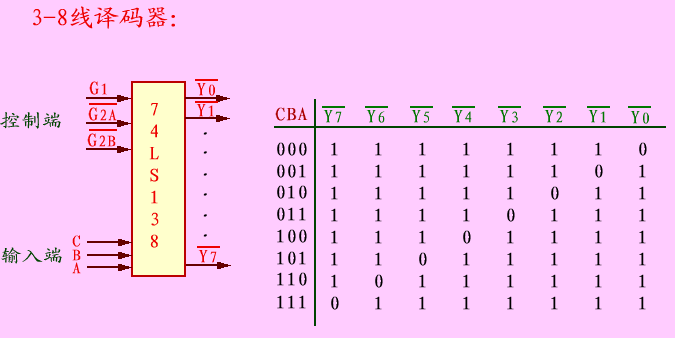 3-8线译码器:
控制端
G1
G2A
G2B
输入端
C
B
A
74LS138
Y0
Y1
Y7
CBA Y7 Y6 Y5 Y4 Y3 Y2 Y1 Y0
000 1 1 1 1 1 1 1 0
001 1 1 1 1 1 1 0 1
010 1 1 1 1 1 0 1 1
011 1 1 1 1 0 1 1 1
100 1 1 1 0 1 1 1 1
101 1 1 0 1 1 1 1 1
110 1 0 1 1 1 1 1 1
111 0 1 1 1 1 1 1 1